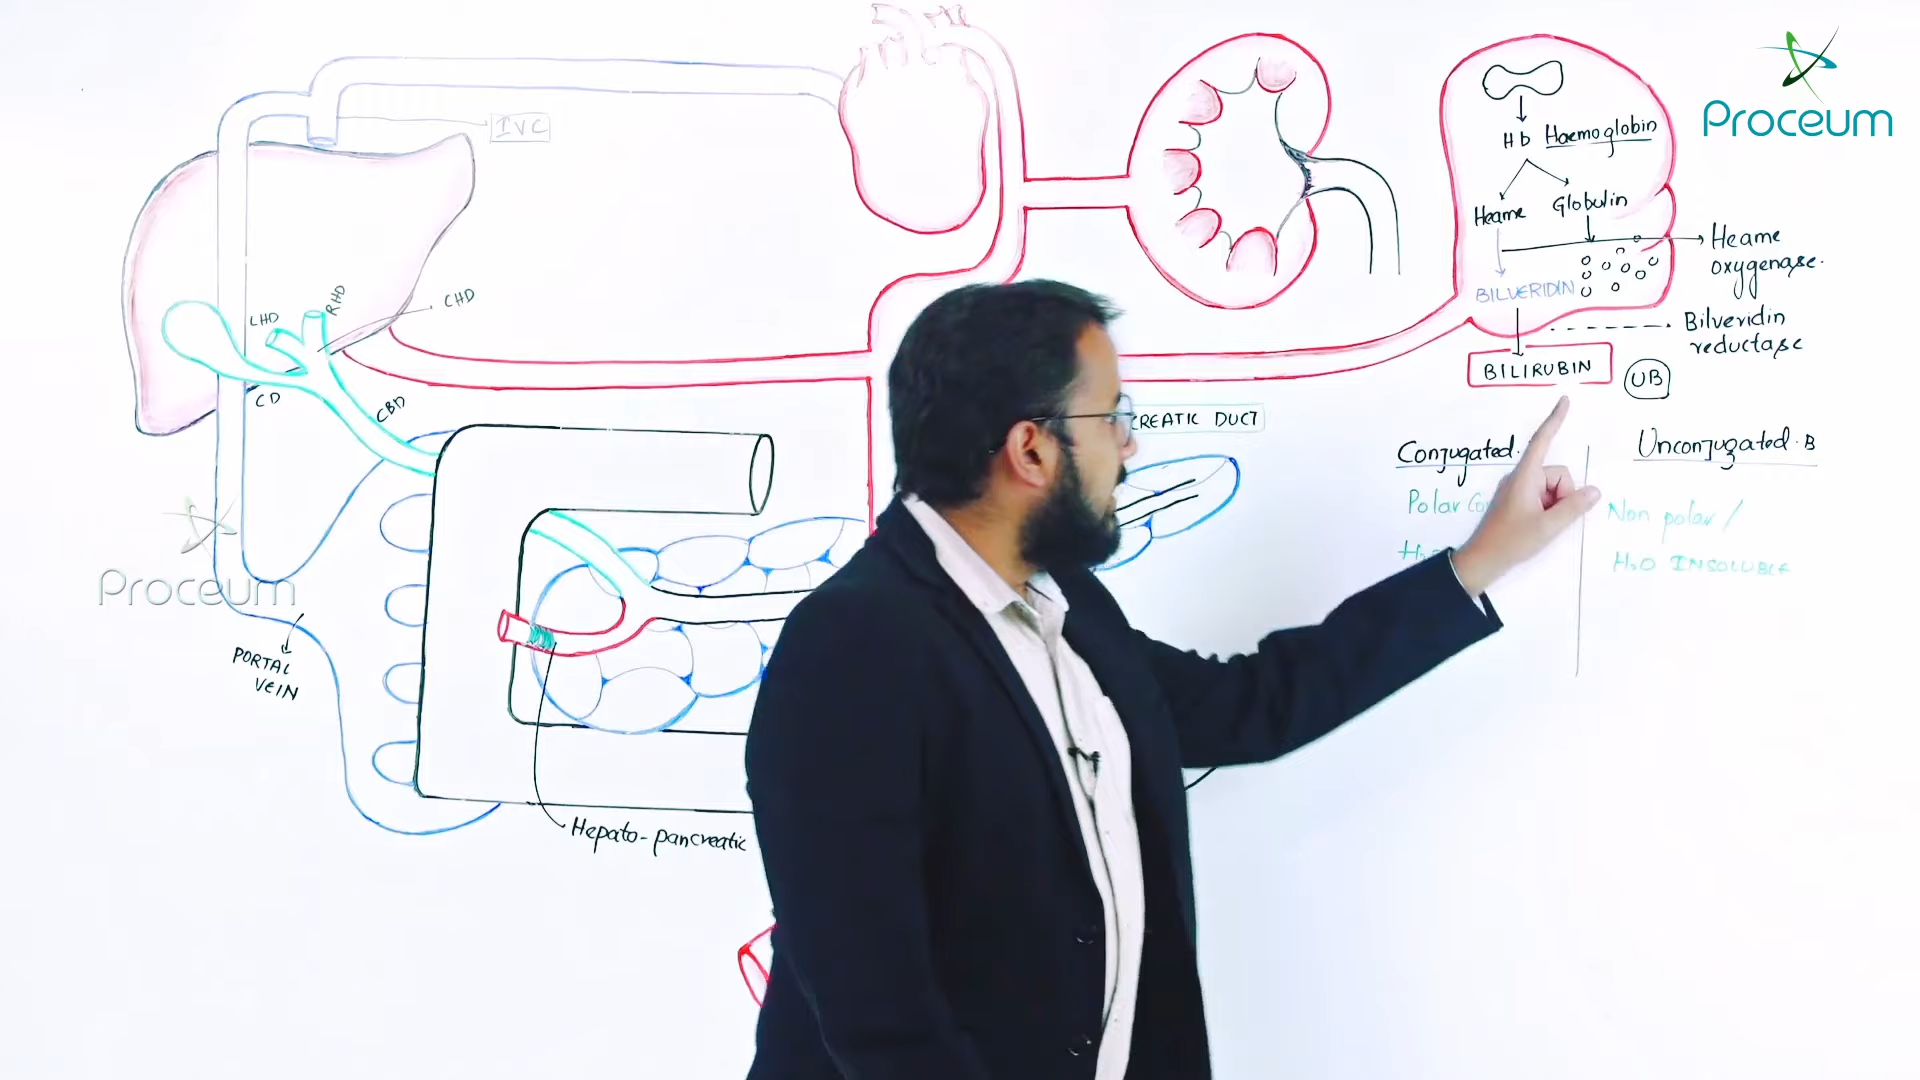 IVC
LHD
RHD
CHD
CD
CBD
PORTAL
VEIN
Hepato-pancreatic
CREATIC DUCT
Hb Haemoglobin
Heame
Globulin
Heame
oxygenase.
BILVERIDIN
Bilveridin
reductase
BILIRUBIN
UB
Conjugated
Polar
Unconjugated. B
Non polar /
H2O INSOLUBLE
Proceum
Proceum